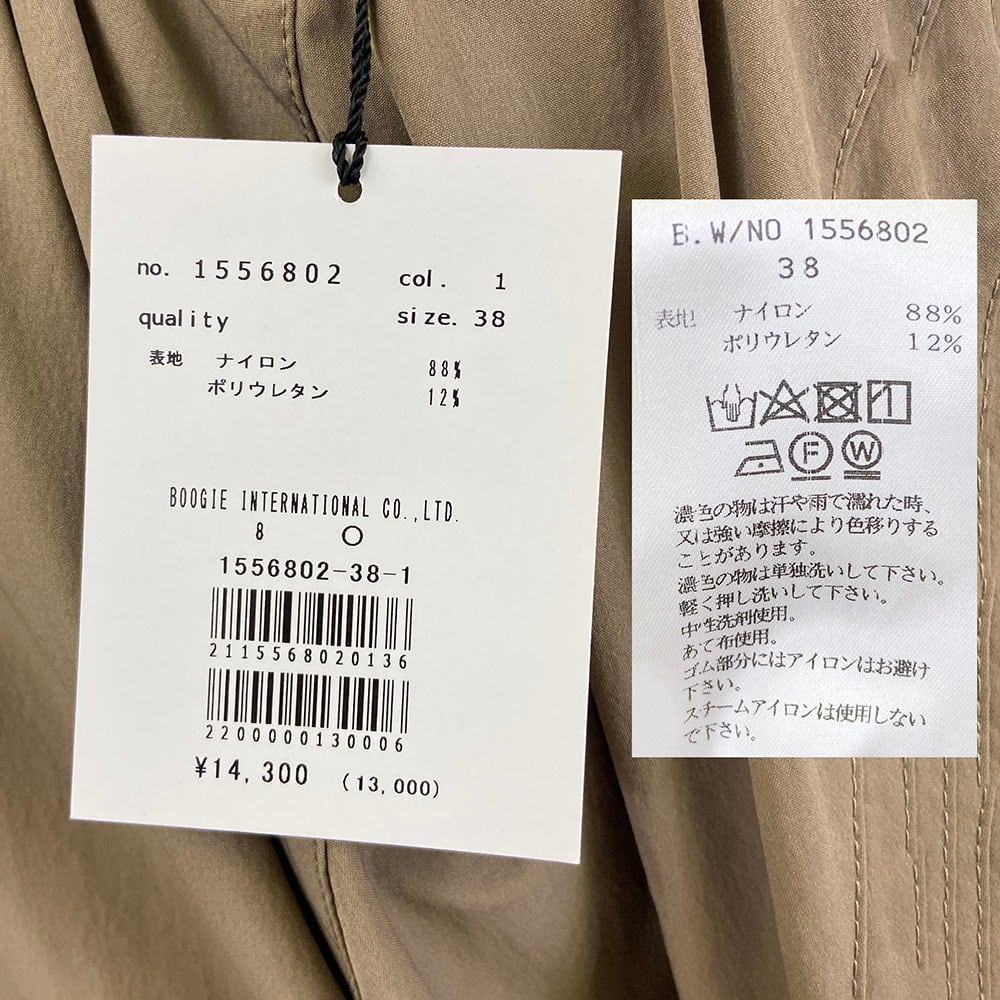 no. 1556802 col. 1
quality size. 38
表地 ナイロン 88%
ポリウレタン 12%
BOOGIE INTERNATIONAL CO.,LTD.
8 〇
1556802-38-1
2115568020136
2200000130006
¥14,300 (13,000)
B.W/NO 1556802
38
表地 ナイロン 88%
ポリウレタン 12%
F W
濃色の物は汗や雨で濡れた時、
又は強い摩擦により色移りする
ことがあります。
濃色の物は単独洗いして下さい。
軽く押し洗いして下さい。
中性洗剤使用。
あて布使用。
ゴム部分にはアイロンはお避け
下さい。
スチームアイロンは使用しない
で下さい。